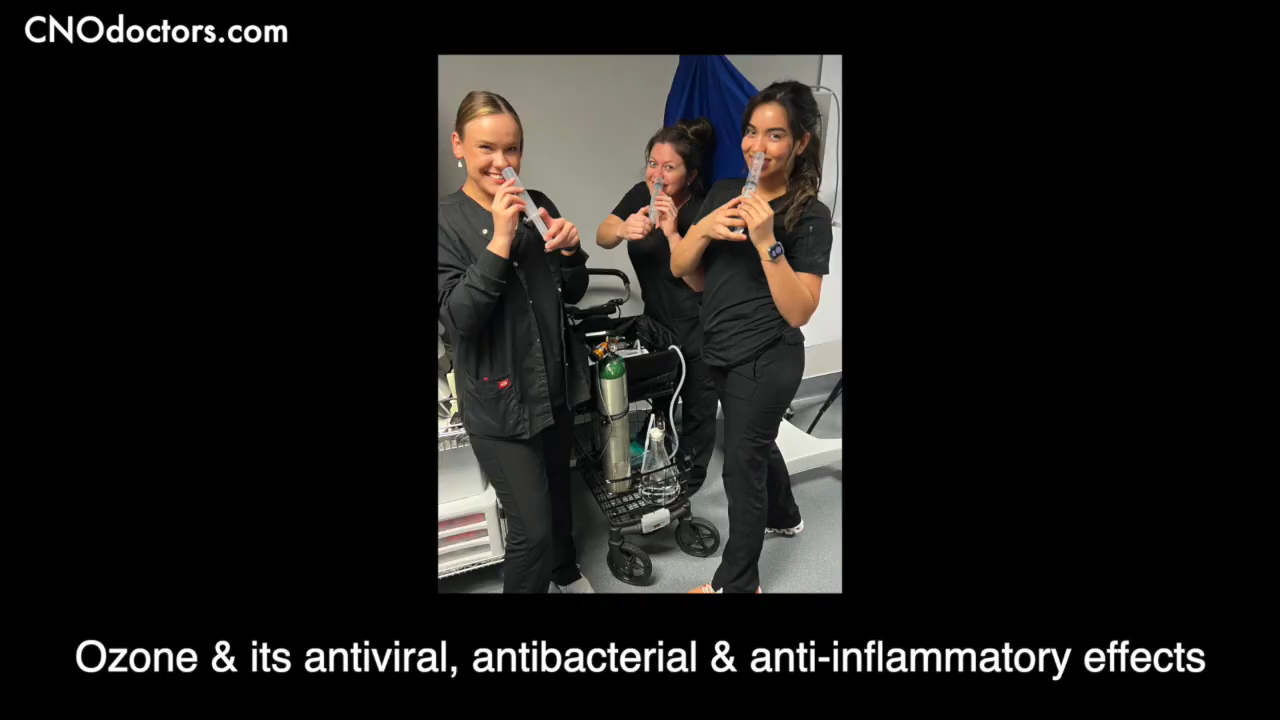 CNOdoctors.com
Ozone & its antiviral, antibacterial & anti-inflammatory effects